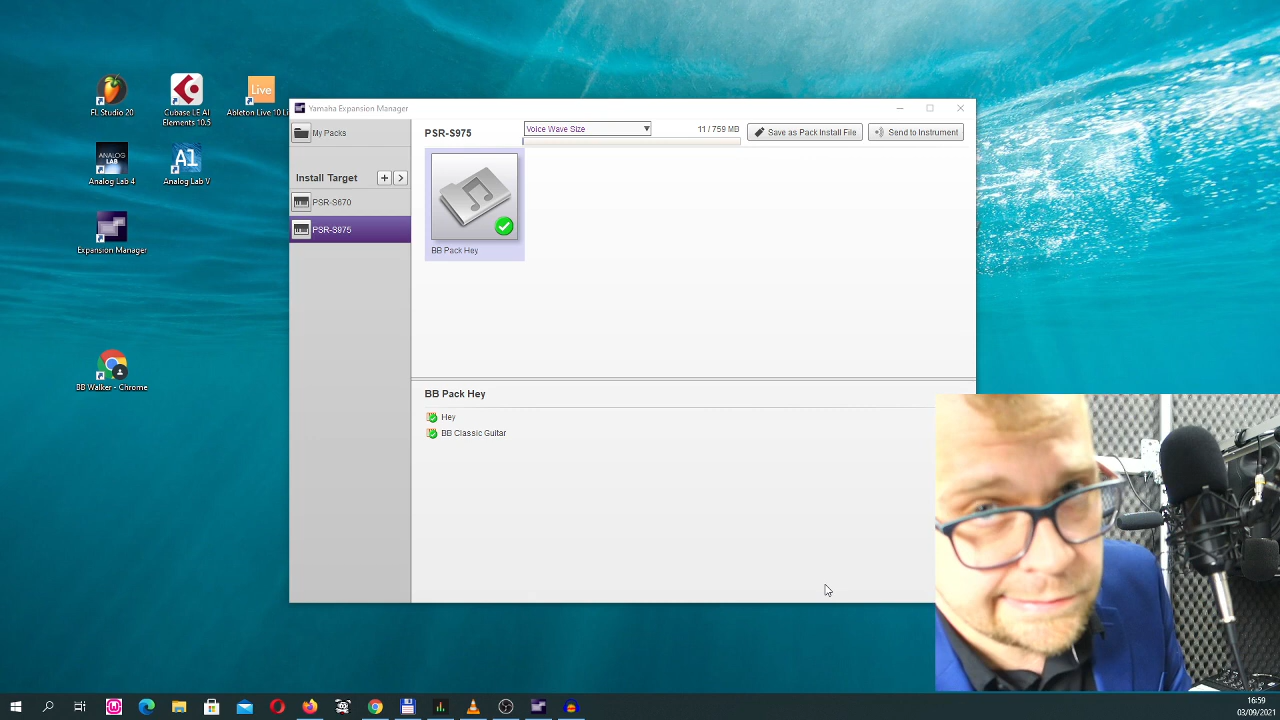 FL Studio 20
Cubase LE AI
Elements 10.5
Live
Ableton Live 10 Li
ANALOG
LAB
Analog Lab 4
Analog Lab V
Expansion Manager
BB Walker - Chrome
Yamaha Expansion Manager
My Packs
Install Target
+ >
PSR-S670
PSR-S975
PSR-S975
Voice Wave Size
11 / 759 MB
Save as Pack Install File
Send to Instrument
BB Pack Hey
BB Pack Hey
Hey
BB Classic Guitar
16:59
03/09/2021